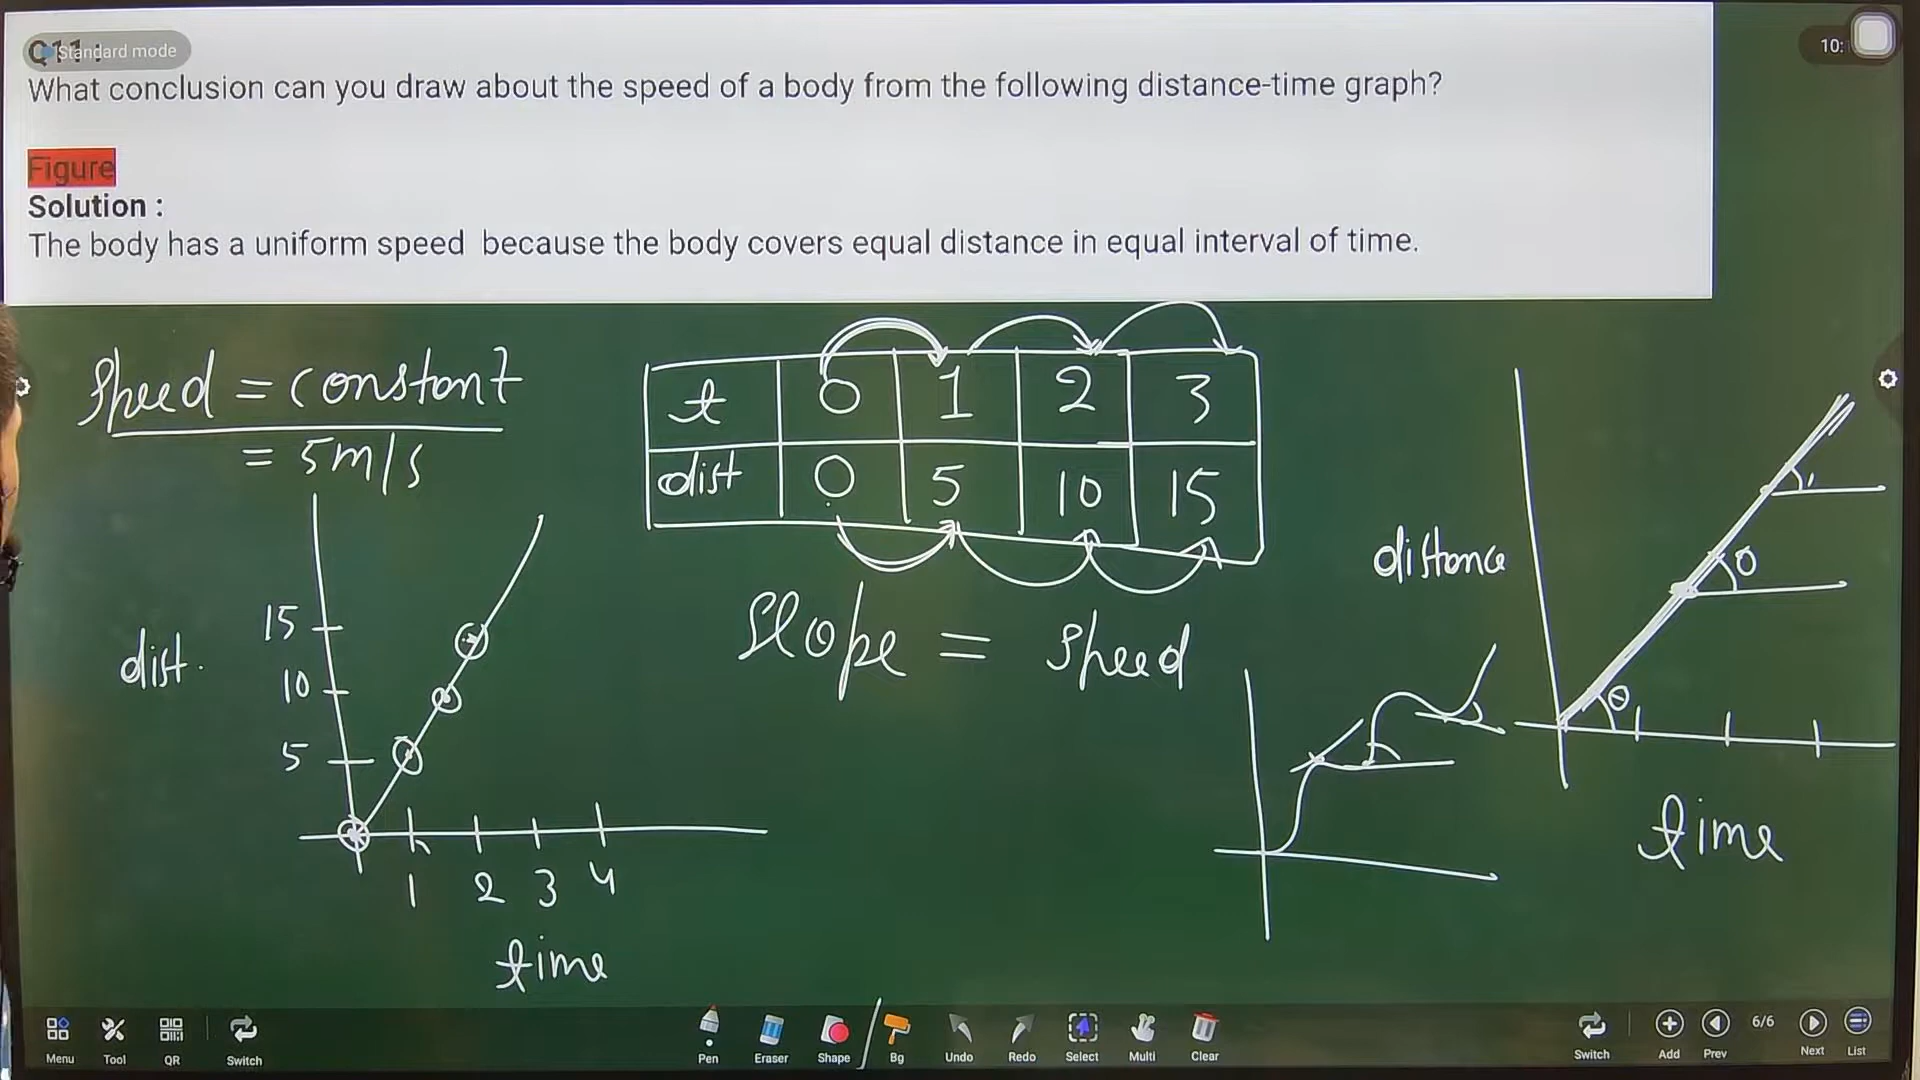 Q11 :
Standard mode
10:
What conclusion can you draw about the speed of a body from the following distance-time graph?
Figure
Solution :
The body has a uniform speed because the body covers equal distance in equal interval of time.
Speed = constant
= 5m/s
t 0 1 2 3
dist 0 5 10 15
Slope = speed
dist.
15
10
5
1 2 3 4
time
distance
θ
θ
time
Menu Tool QR Switch Pen Eraser Shape Bg Undo Redo Select Multi Clear Switch Add Prev 6/6 Next List